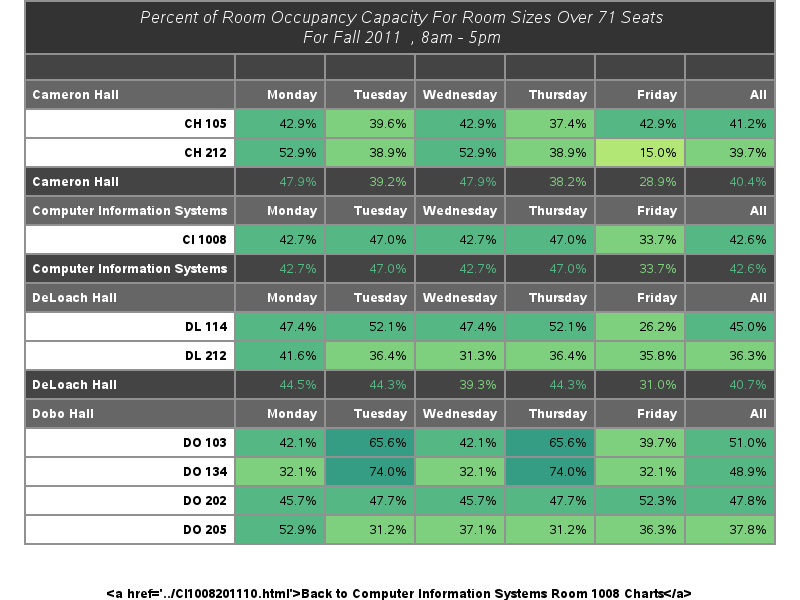 Percent of Room Occupancy Capacity For Room Sizes Over 71 Seats
For Fall 2011 , 8am - 5pm
Cameron Hall Monday Tuesday Wednesday Thursday Friday All
CH 105 42.9% 39.6% 42.9% 37.4% 42.9% 41.2%
CH 212 52.9% 38.9% 52.9% 38.9% 15.0% 39.7%
Cameron Hall 47.9% 39.2% 47.9% 38.2% 28.9% 40.4%
Computer Information Systems Monday Tuesday Wednesday Thursday Friday All
CI 1008 42.7% 47.0% 42.7% 47.0% 33.7% 42.6%
Computer Information Systems 42.7% 47.0% 42.7% 47.0% 33.7% 42.6%
DeLoach Hall Monday Tuesday Wednesday Thursday Friday All
DL 114 47.4% 52.1% 47.4% 52.1% 26.2% 45.0%
DL 212 41.6% 36.4% 31.3% 36.4% 35.8% 36.3%
DeLoach Hall 44.5% 44.3% 39.3% 44.3% 31.0% 40.7%
Dobo Hall Monday Tuesday Wednesday Thursday Friday All
DO 103 42.1% 65.6% 42.1% 65.6% 39.7% 51.0%
DO 134 32.1% 74.0% 32.1% 74.0% 32.1% 48.9%
DO 202 45.7% 47.7% 45.7% 47.7% 52.3% 47.8%
DO 205 52.9% 31.2% 37.1% 31.2% 36.3% 37.8%
&lt;a href='../CI1008201110.html'&gt;Back to Computer Information Systems Room 1008 Charts&lt;/a&gt;